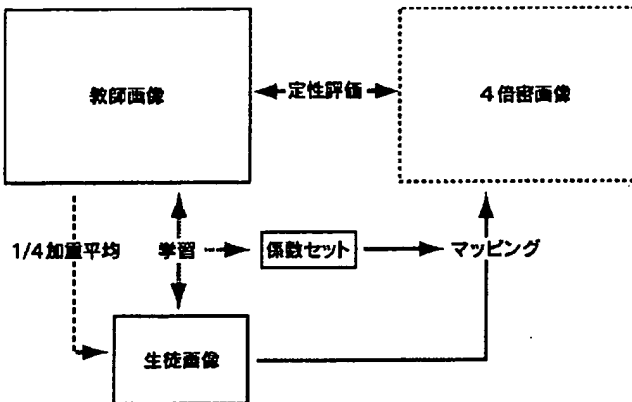 教師画像
定性評価
4倍密画像
1/4加重平均
学習
係数セット
マッピング
生徒画像